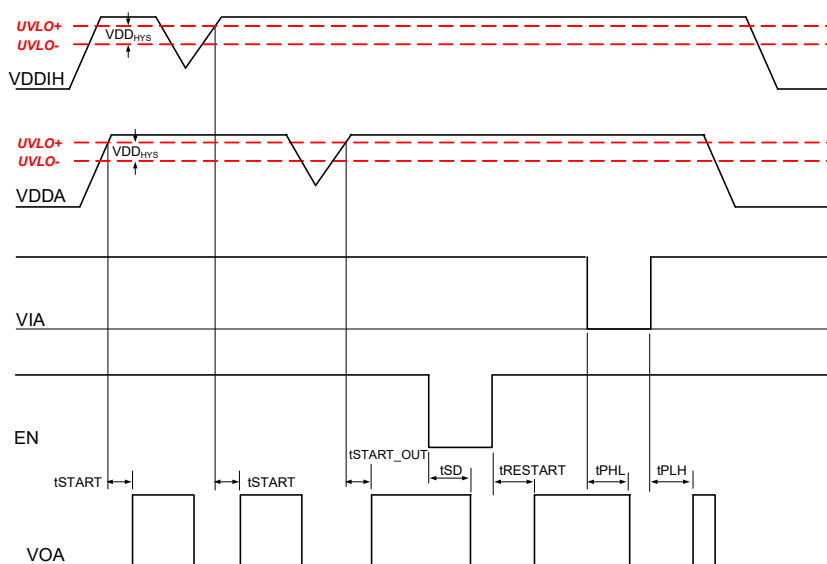 UVLO+
VDDHYS
UVLO-
VDDIH
UVLO+
VDDHYS
UVLO-
VDDA
VIA
EN
tSTART
tSTART
tSTART_OUT
tSD
tRESTART
tPHL
tPLH
VOA